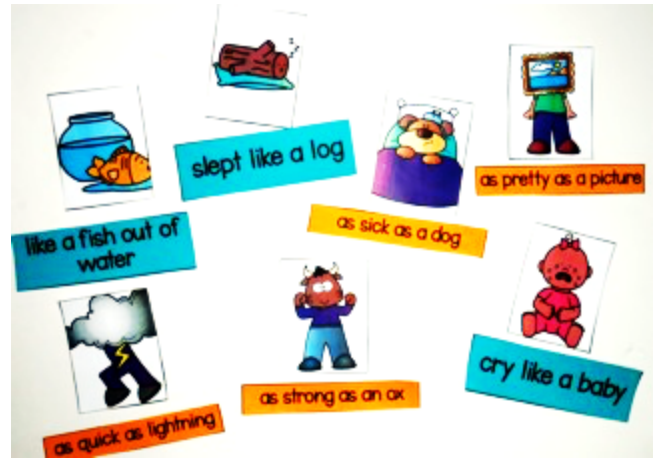 slept like a log
as pretty as a picture
as sick as a dog
like a fish out of
water
cry like a baby
as strong as an ox
as quick as lightning